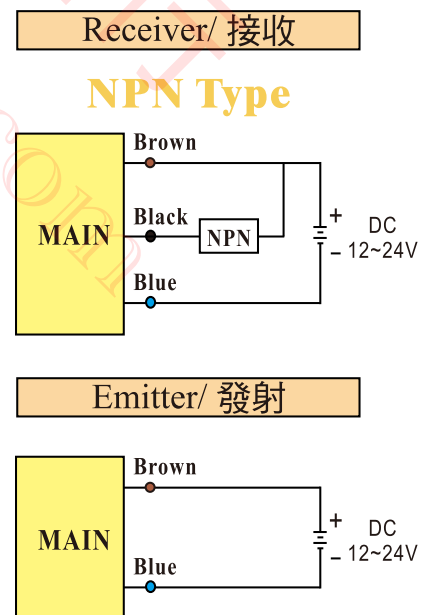 Receiver/ 接收
NPN Type
Brown
Black
MAIN
NPN
Blue
+
DC
12~24V
−
Emitter/ 發射
Brown
MAIN
Blue
+
DC
12~24V
−
com